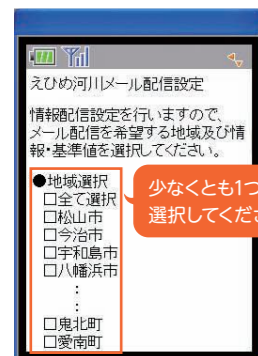 えひめ河川メール配信設定
情報配信設定を行いますので、
メール配信を希望する地域及び情
報・基準値を選択してください。
●地域選択
□全て選択
□松山市
□今治市
□宇和島市
□八幡浜市
:
:
□鬼北町
□愛南町
少なくとも1つ
選択してくださ